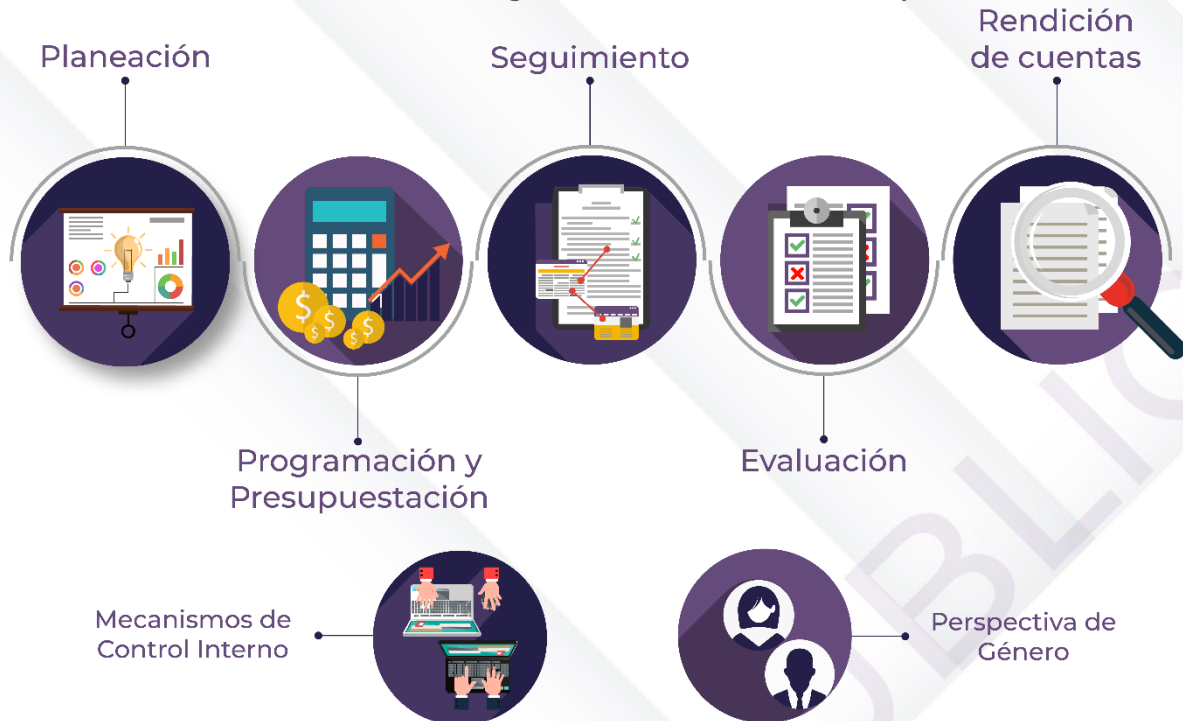 Planeación
Seguimiento
Rendición
de cuentas
Programación y
Presupuestación
Evaluación
Mecanismos de
Control Interno
Perspectiva de
Género